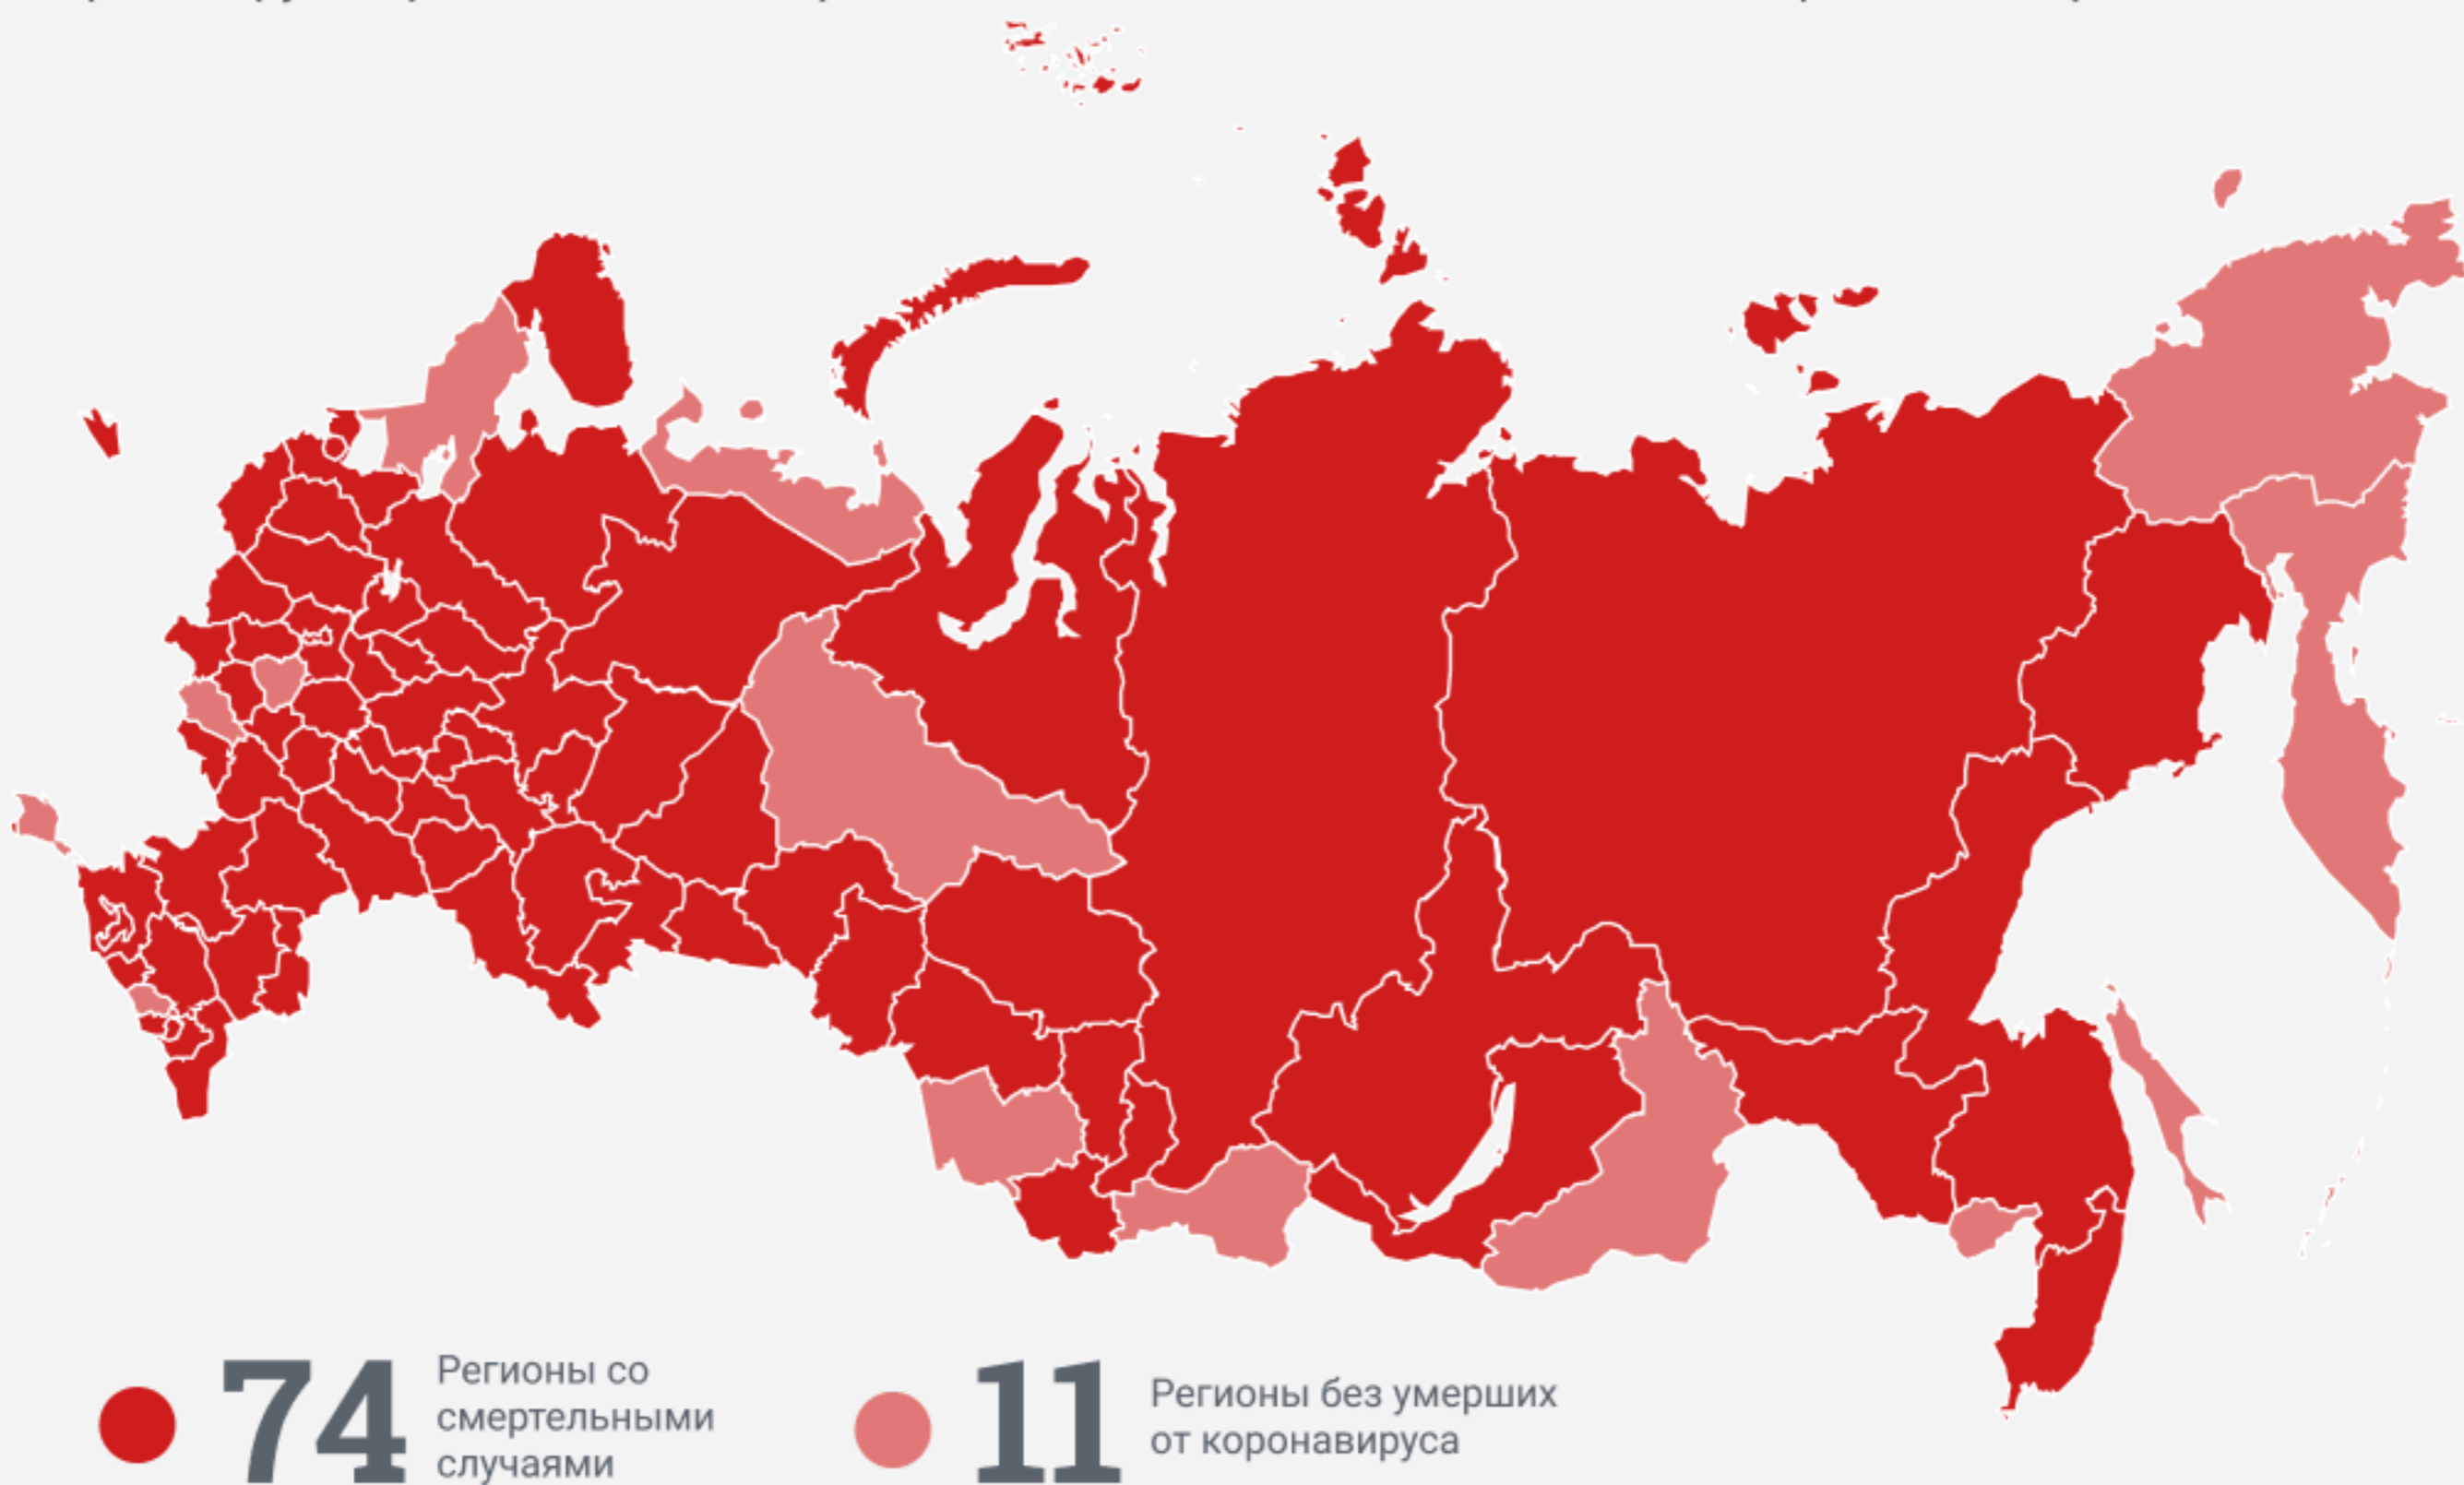 74
Регионы со
смертельными
случаями
11
Регионы без умерших
от коронавируса